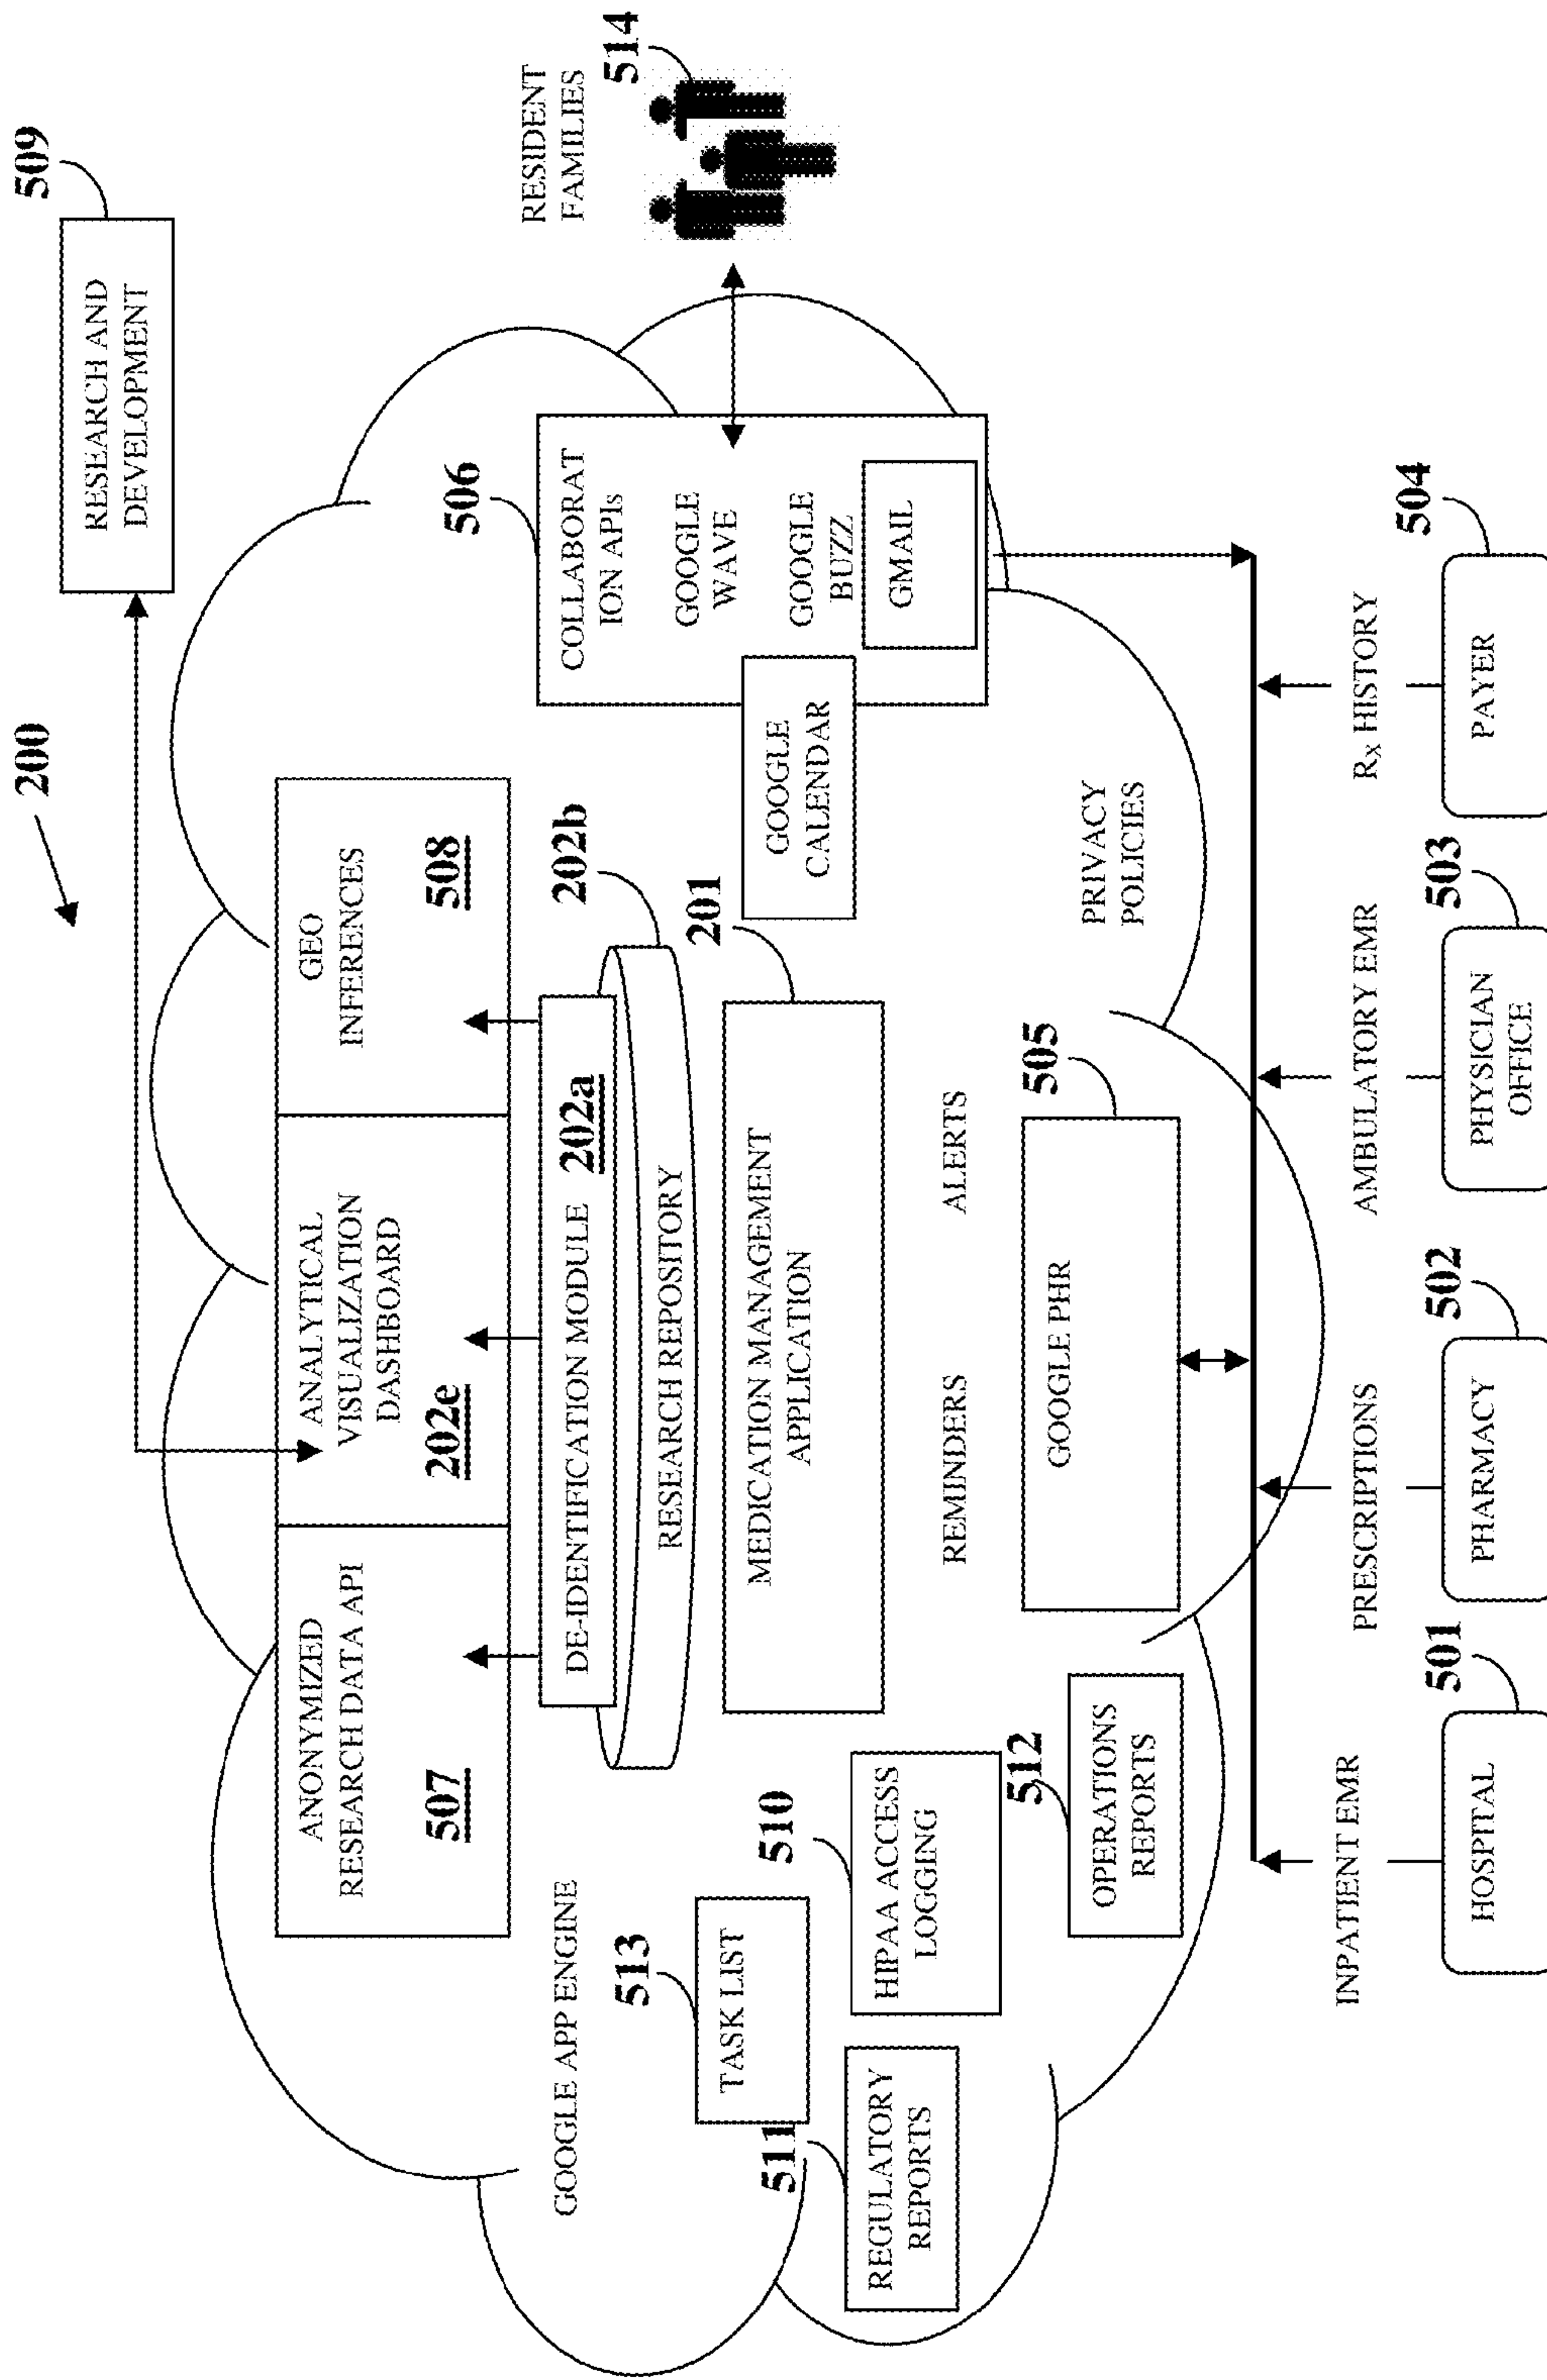 200
509
RESEARCH AND
DEVELOPMENT
ANONYMIZED
RESEARCH DATA API
507
ANALYTICAL
VISUALIZATION
DASHBOARD
202e
GEO
INFERENCES
508
GOOGLE APP ENGINE
DE-IDENTIFICATION MODULE
202a
202b
RESEARCH REPOSITORY
506
COLLABORAT
ION APIs
GOOGLE
WAVE
GOOGLE
BUZZ
GMAIL
GOOGLE
CALENDAR
RESIDENT
FAMILIES
514
513
TASK LIST
201
MEDICATION MANAGEMENT
APPLICATION
511
REGULATORY
REPORTS
510
HIPAA ACCESS
LOGGING
REMINDERS
ALERTS
512
OPERATIONS
REPORTS
505
GOOGLE PHR
PRIVACY
POLICIES
INPATIENT EMR
PRESCRIPTIONS
AMBULATORY EMR
Rx HISTORY
501
HOSPITAL
502
PHARMACY
503
PHYSICIAN
OFFICE
504
PAYER